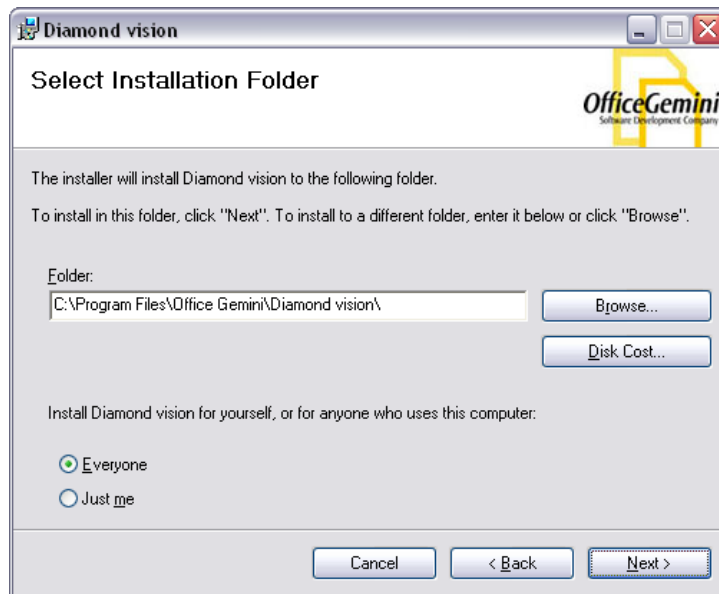 Diamond vision
Select Installation Folder
OfficeGemini
Software Development Company
The installer will install Diamond vision to the following folder.
To install in this folder, click "Next". To install to a different folder, enter it below or click "Browse".
Folder:
C:\Program Files\Office Gemini\Diamond vision\
Browse...
Disk Cost...
Install Diamond vision for yourself, or for anyone who uses this computer:
Everyone
Just me
Cancel
< Back
Next >